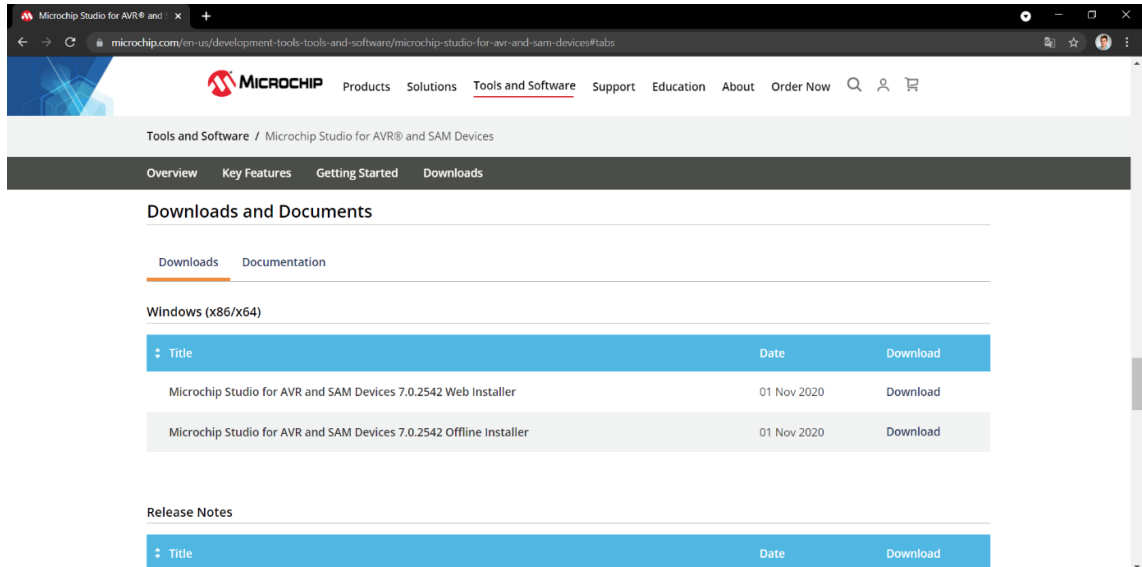 Microchip Studio for AVR® and S
microchip.com/en-us/development-tools-tools-and-software/microchip-studio-for-avr-and-sam-devices#tabs
MICROCHIP Products Solutions Tools and Software Support Education About Order Now
Tools and Software / Microchip Studio for AVR® and SAM Devices
Overview Key Features Getting Started Downloads
Downloads and Documents
Downloads Documentation
Windows (x86/x64)
Title Date Download
Microchip Studio for AVR and SAM Devices 7.0.2542 Web Installer 01 Nov 2020 Download
Microchip Studio for AVR and SAM Devices 7.0.2542 Offline Installer 01 Nov 2020 Download
Release Notes
Title Date Download